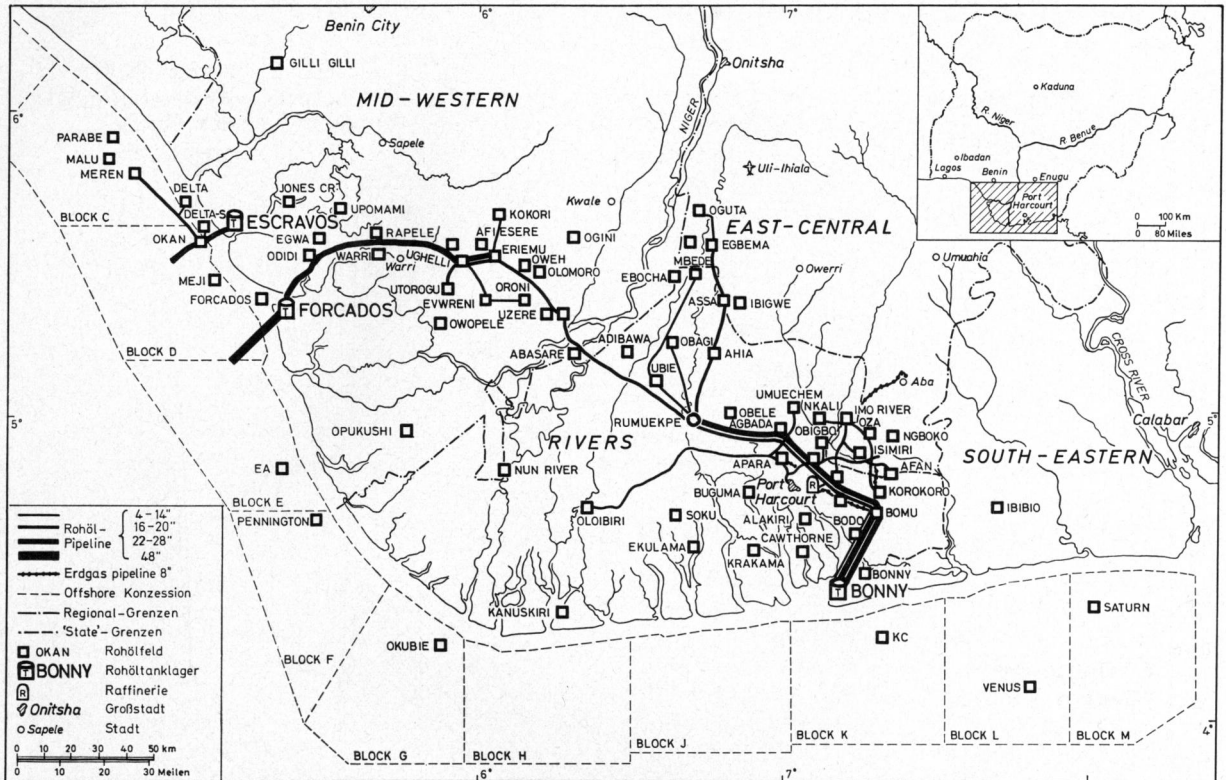 6°
7°
Benin City
GILLI GILLI
Onitsha
MID-WESTERN
NIGER
6°
PARABE
MALU
MEREN
Sapele
Uli-Ihiala
DELTA
JONES CR.
Kwale
OGUTA
DELTA-S
UPOMAMI
KOKORI
EAST-CENTRAL
BLOCK C
ESCRAVOS
RAPELE
AFIESERE
OGINI
OKAN
EGWA
ERIEMU
EGBEMA
ODIDI
WARRI
Warri
UGHELLI
OWEH
MBEDE
OLOMORO
EBOCHA
Owerri
Umuahia
MEJI
UTOROGU
ORONI
FORCADOS
EVWRENI
ASSA
IBIGWE
FORCADOS
UZERE
OWOPELE
ADIBAWA
OBAGI
BLOCK D
ABASARE
AHIA
CROSS RIVER
UBIE
Aba
UMUECHEM
NKALI
IMO RIVER
Calabar
OBELE
OZA
5°
RUMUEKPE
AGBADA
OBIGBO
NGBOKO
5°
OPUKUSHI
RIVERS
ISIMIRI
SOUTH-EASTERN
EA
NUN RIVER
APARA
AFAN
Port
Harcourt
R
BUGUMA
KOROKORO
BLOCK E
OLOIBIRI
BOMU
IBIBIO
PENNINGTON
SOKU
ALAKIRI
BODO
CAWTHORNE
EKULAMA
KRAKAMA
BONNY
BONNY
KANUSKIRI
SATURN
OKUBIE
KC
BLOCK F
VENUS
4°
BLOCK G
BLOCK H
BLOCK J
BLOCK K
BLOCK L
BLOCK M
6°
7°
Kaduna
R. Niger
R. Benue
Ibadan
Lagos
Benin
Enugu
Port
Harcourt
0 100 Km
0 80 Miles
Rohöl-
Pipeline
4-14"
16-20"
22-28"
48"
Erdgas pipeline 8"
Offshore Konzession
Regional-Grenzen
'State'-Grenzen
OKAN Rohölfeld
T BONNY Rohöltanklager
R Raffinerie
Onitsha Großstadt
Sapele Stadt
0 10 20 30 40 50 km
0 10 20 30 Meilen